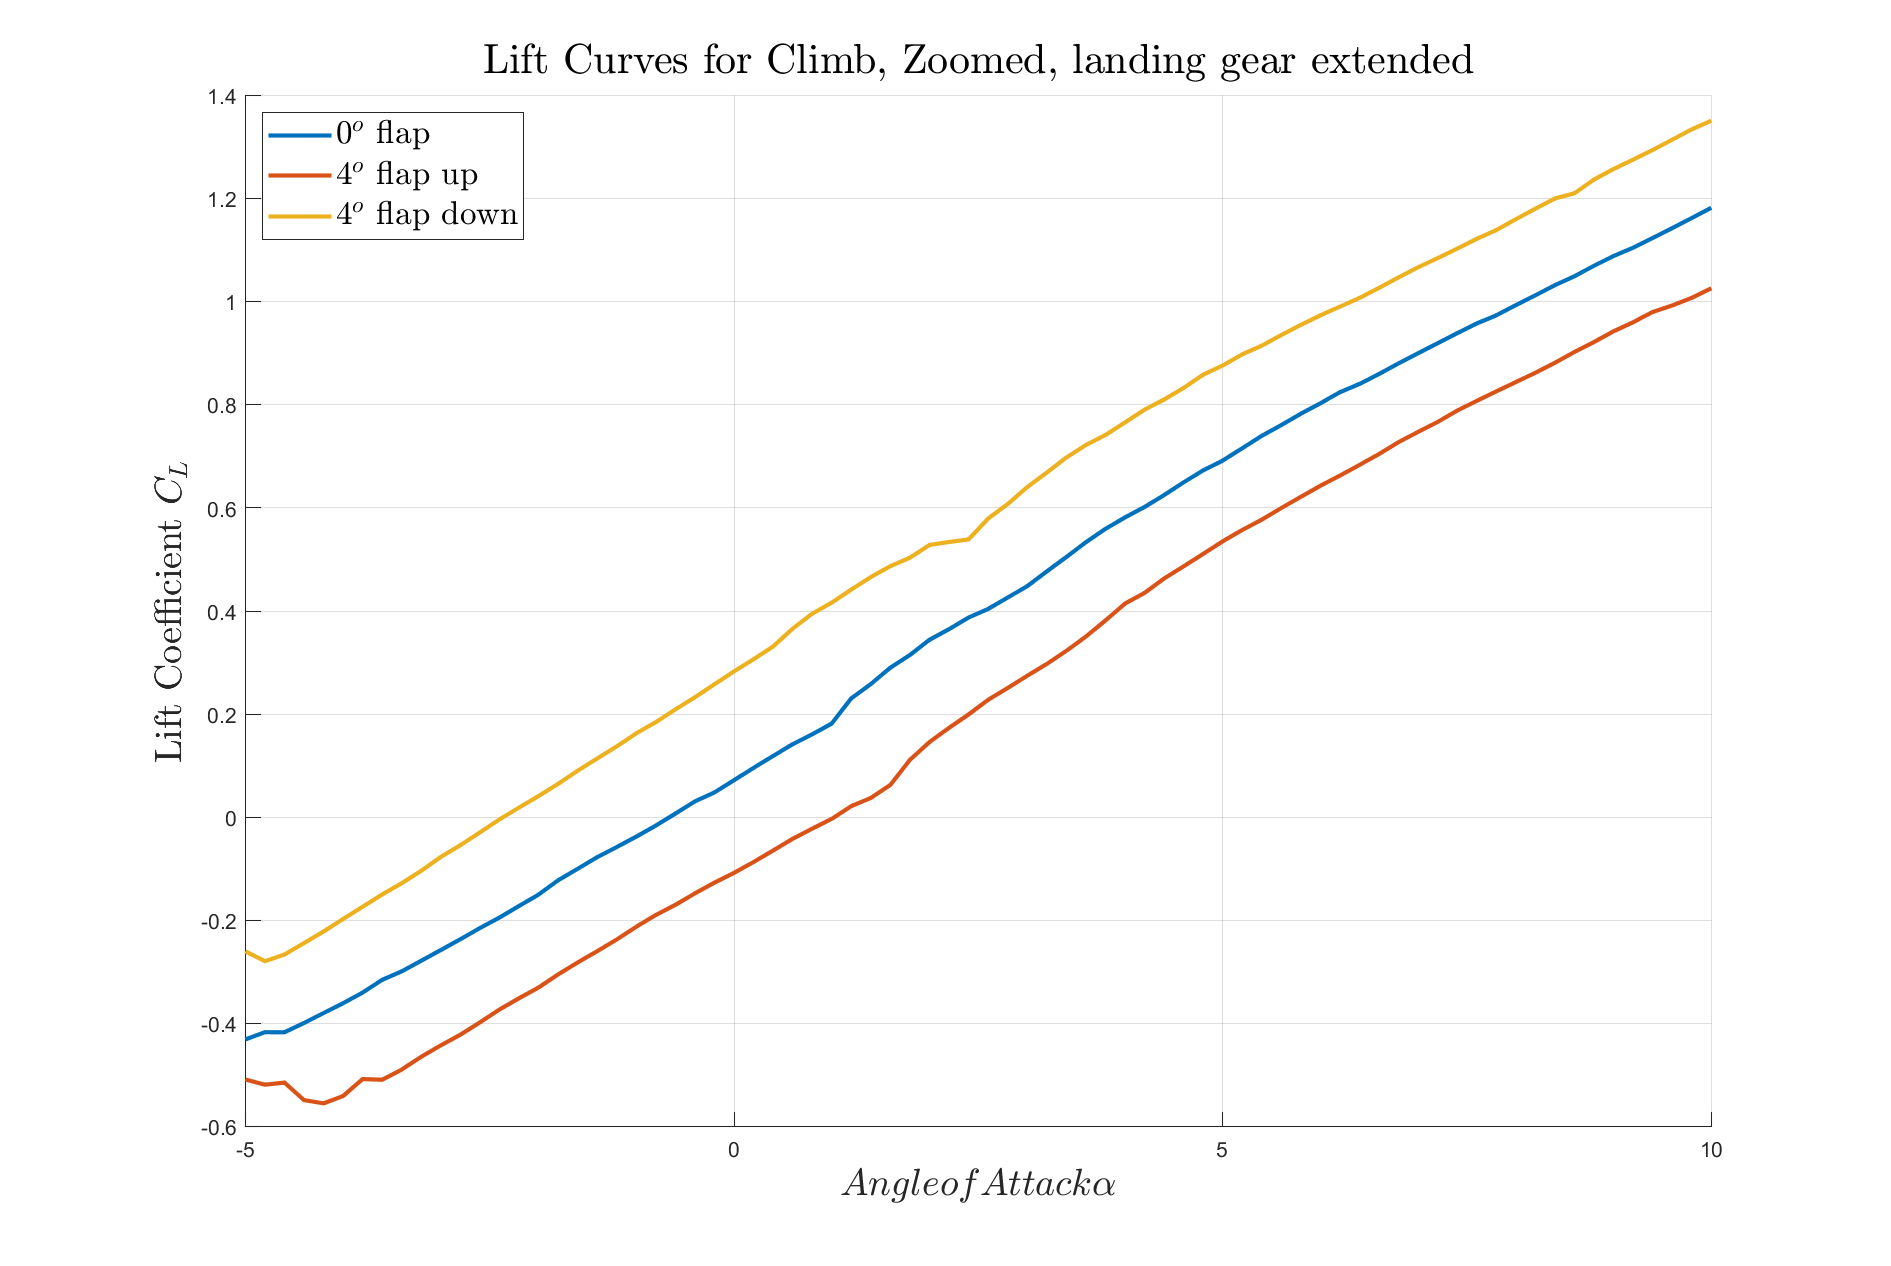 Lift Curves for Climb, Zoomed, landing gear extended
0° flap
4° flap up
4° flap down
Lift Coefficient C_L
1.4
1.2
1
0.8
0.6
0.4
0.2
0
-0.2
-0.4
-0.6
-5
0
5
10
AngleofAttackα